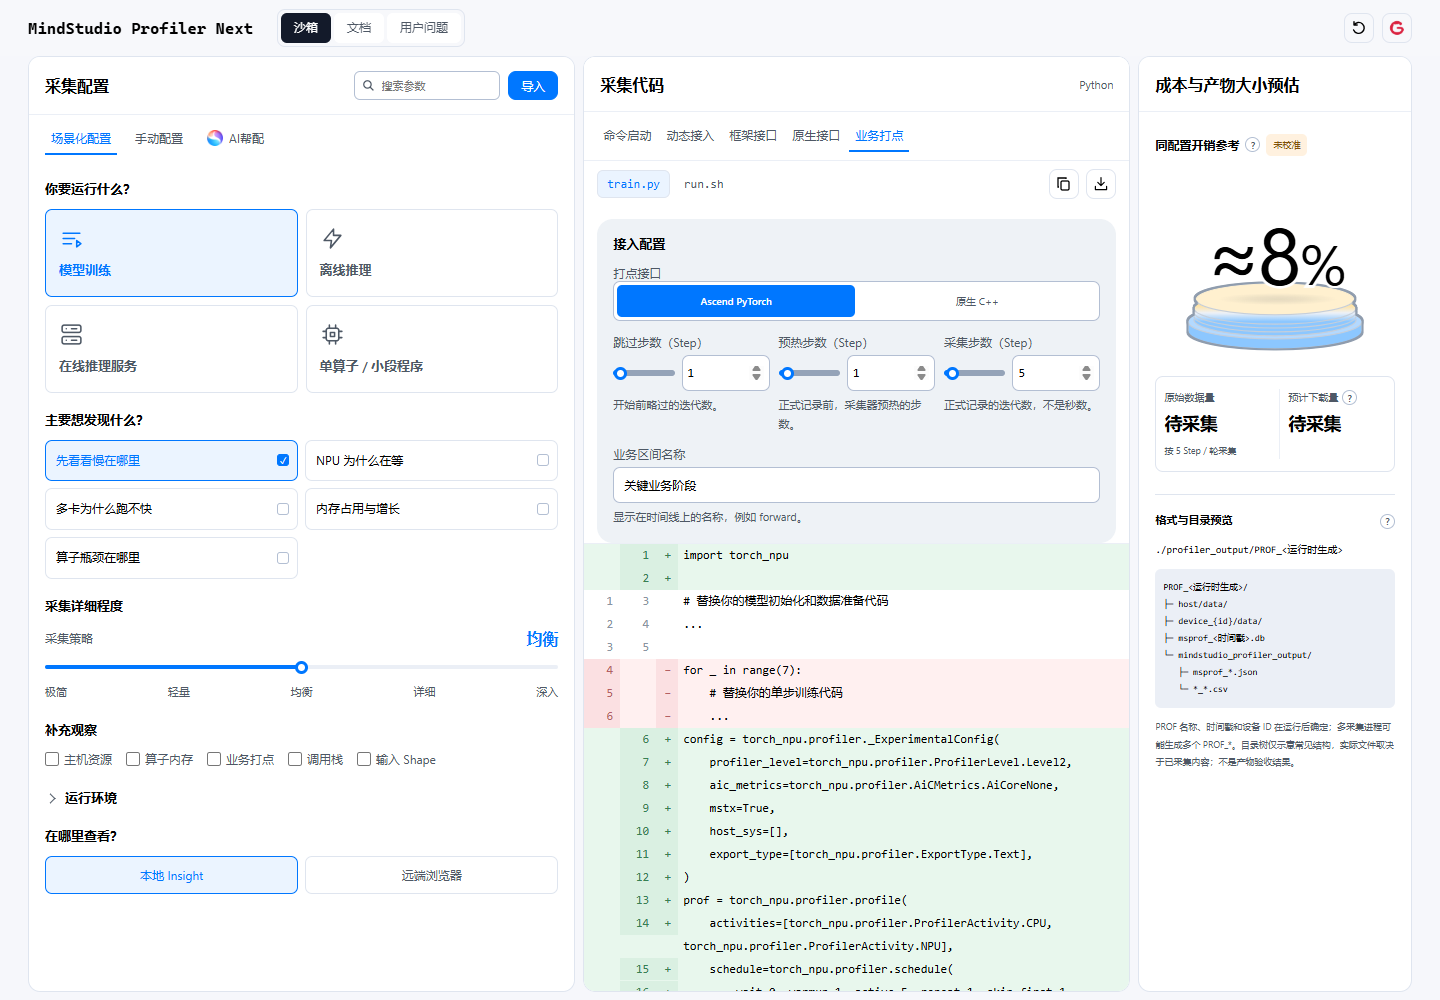 MindStudio Profiler Next
沙箱
文档
用户问题
采集配置
搜索参数
导入
场景化配置
手动配置
AI帮配
你要运行什么?
模型训练
离线推理
在线推理服务
单算子 / 小段程序
主要想发现什么?
先看看慢在哪里
NPU 为什么在等
多卡为什么跑不快
内存占用与增长
算子瓶颈在哪里
采集详细程度
采集策略
均衡
极简
轻量
均衡
详细
深入
补充观察
主机资源
算子内存
业务打点
调用栈
输入 Shape
运行环境
在哪里查看?
本地 Insight
远端浏览器
采集代码
Python
命令启动
动态接入
框架接口
原生接口
业务打点
train.py
run.sh
接入配置
打点接口
Ascend PyTorch
原生 C++
跳过步数（Step）
预热步数（Step）
采集步数（Step）
1
1
5
开始前略过的迭代数。
正式记录前，采集器预热的步数。
正式记录的迭代数，不是秒数。
业务区间名称
关键业务阶段
显示在时间线上的名称，例如 forward。
1 + import torch_npu
2 +
1 3 # 替换你的模型初始化和数据准备代码
2 4 ...
3 5
4 - for _ in range(7):
5 - # 替换你的单步训练代码
6 - ...
6 + config = torch_npu.profiler._ExperimentalConfig(
7 + profiler_level=torch_npu.profiler.ProfilerLevel.Level2,
8 + aic_metrics=torch_npu.profiler.AiCMetrics.AiCoreNone,
9 + mstx=True,
10 + host_sys=[],
11 + export_type=[torch_npu.profiler.ExportType.Text],
12 + )
13 + prof = torch_npu.profiler.profile(
14 + activities=[torch_npu.profiler.ProfilerActivity.CPU,
torch_npu.profiler.ProfilerActivity.NPU],
15 + schedule=torch_npu.profiler.schedule(
成本与产物大小预估
同配置开销参考
?
未校准
≈8%
原始数据量
待采集
按 5 Step / 轮采集
预计下载量
?
待采集
格式与目录预览
?
./profiler_output/PROF_<运行时生成>
PROF_<运行时生成>/
├─ host/data/
├─ device_{id}/data/
├─ msprof_<时间戳>.db
└─ mindstudio_profiler_output/
├─ msprof_*.json
└─ *_*.csv
PROF 名称、时间戳和设备 ID 在运行后确定；多采集进程可
能生成多个 PROF_*。目录树仅示意常见结构，实际文件取决
于已采集内容；不是产物验收结果。